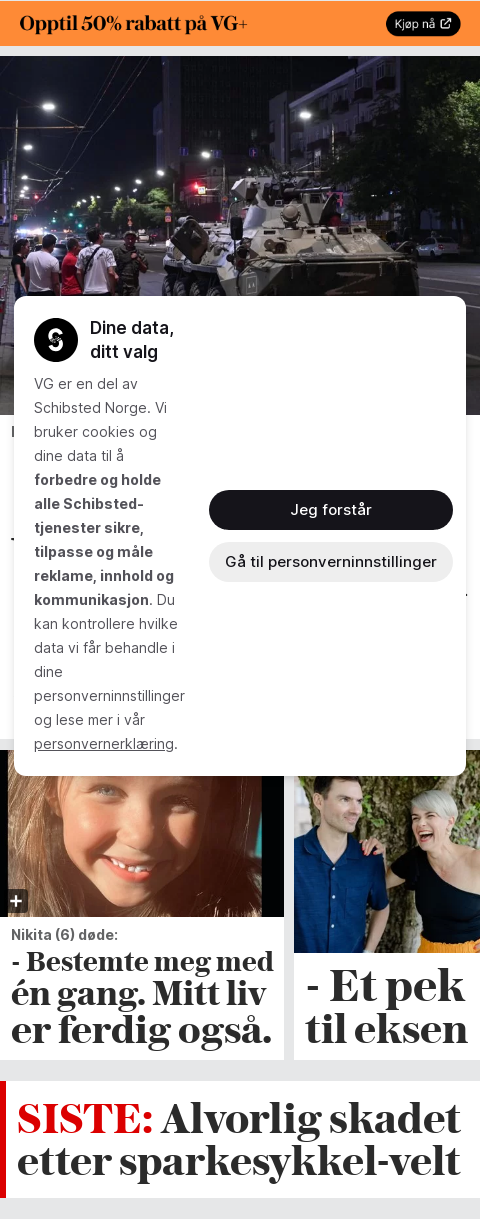 Opptil 50% rabatt på VG+
Kjøp nå
Dine data,
ditt valg
VG er en del av
Schibsted Norge. Vi
bruker cookies og
dine data til å
forbedre og holde
alle Schibsted-
tjenester sikre,
tilpasse og måle
reklame, innhold og
kommunikasjon. Du
kan kontrollere hvilke
data vi får behandle i
dine
personverninnstillinger
og lese mer i vår
personvernerklæring.
Jeg forstår
Gå til personverninnstillinger
Nikita (6) døde:
- Bestemte meg med
én gang. Mitt liv
er ferdig også.
- Et pek
til eksen
SISTE: Alvorlig skadet
etter sparkesykkel-velt